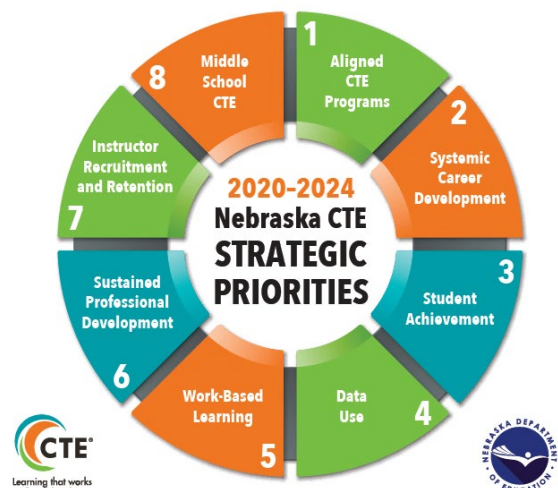 1
Aligned
CTE
Programs
2
Systemic
Career
Development
3
Student
Achievement
4
Data
Use
5
Work-Based
Learning
6
Sustained
Professional
Development
7
Instructor
Recruitment
and Retention
8
Middle
School
CTE
2020-2024
Nebraska CTE
STRATEGIC
PRIORITIES
CTE®
Learning that works
NEBRASKA DEPARTMENT
OF EDUCATION